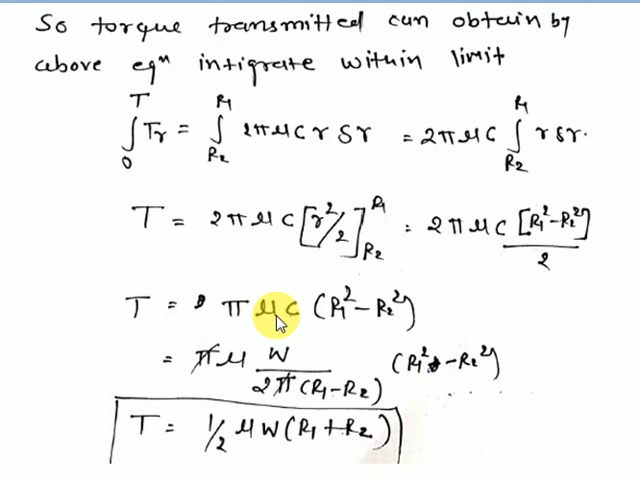 So torque transmitted can obtain by
above eqⁿ intigrate within limit
∫₀ᵀ Tr = ∫_{R2}^{R1} 2πμC r δr = 2πμC ∫_{R2}^{R1} r δr.
T = 2πμC [r²/2]_{R2}^{R1} = 2πμC [R1² - R2²]/2
T = πμC (R1² - R2²)
= πμ W/(2π(R1 - R2)) (R1² - R2²)
T = 1/2 μW(R1 + R2)